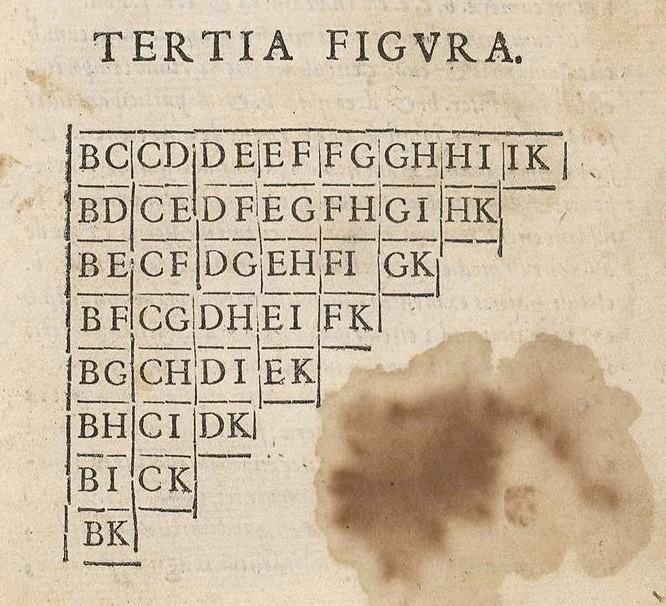 TERTIA FIGVRA.
BC CD DE EF FG GH HI IK
BD CE DF EG FH GI HK
BE CF DG EH FI GK
BF CG DH EI FK
BG CH DI EK
BH CI DK
BI CK
BK